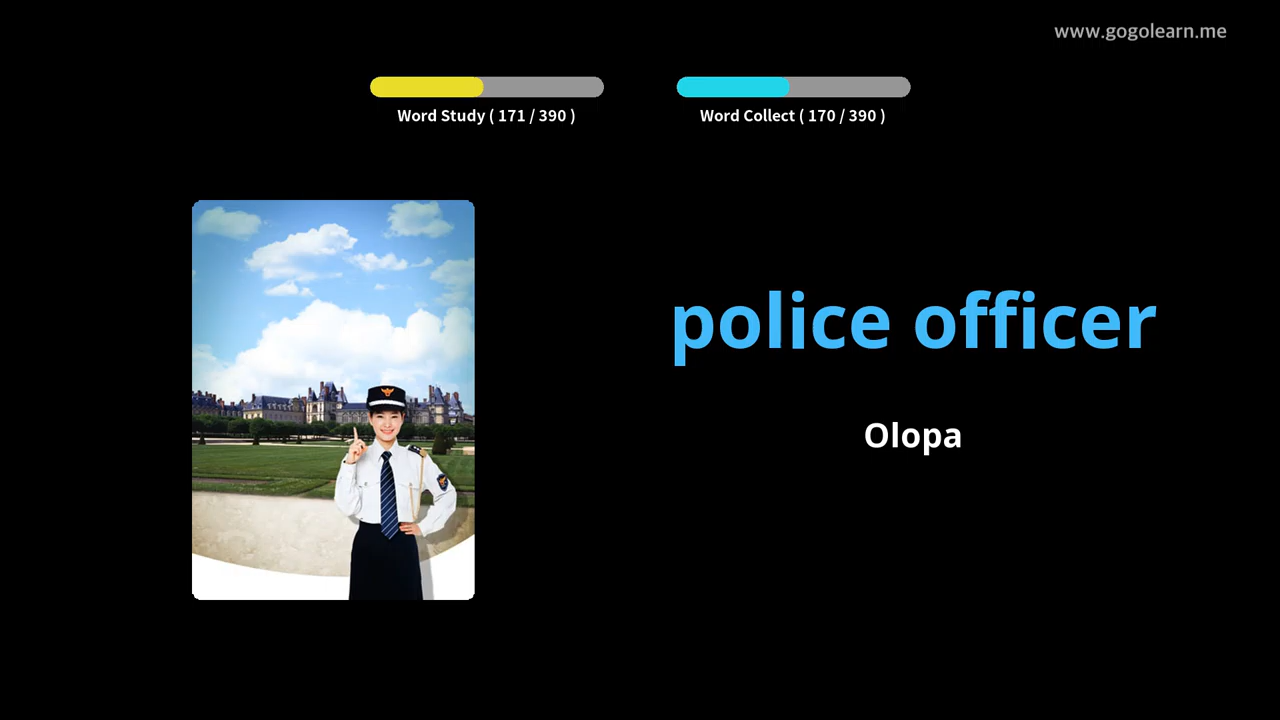 www.gogolearn.me
Word Study ( 171 / 390 )
Word Collect ( 170 / 390 )
police officer
Olopa